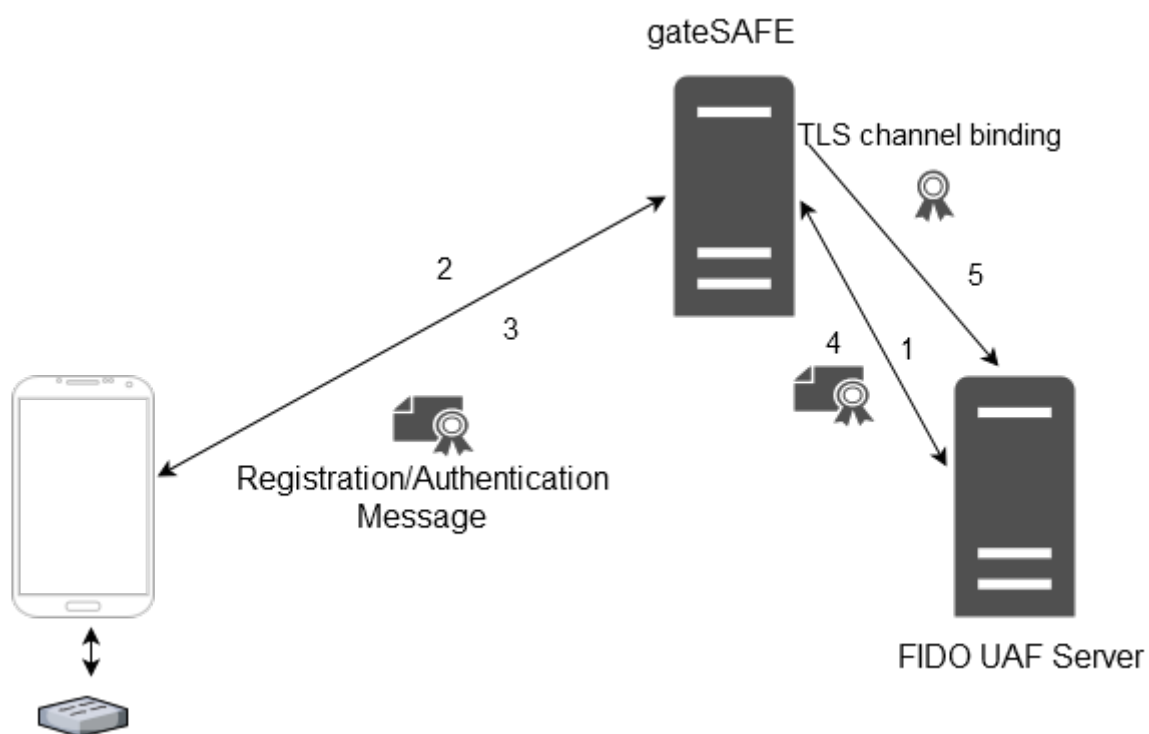 gateSAFE
TLS channel binding
2
5
3
4
1
Registration/Authentication
Message
FIDO UAF Server